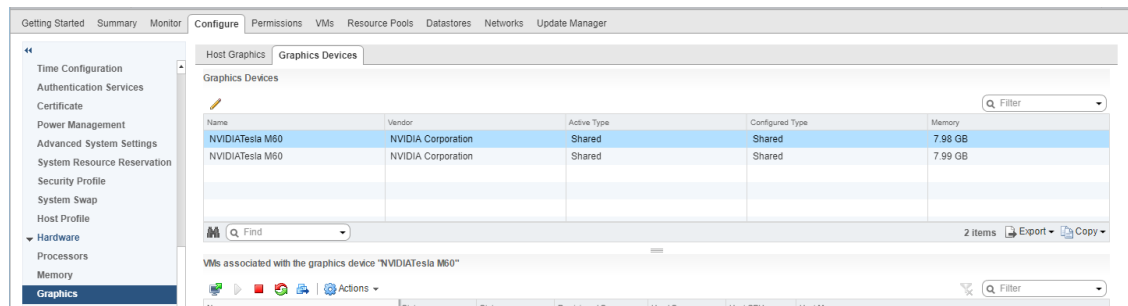 Getting Started Summary Monitor Configure Permissions VMs Resource Pools Datastores Networks Update Manager
Time Configuration
Authentication Services
Certificate
Power Management
Advanced System Settings
System Resource Reservation
Security Profile
System Swap
Host Profile
Hardware
Processors
Memory
Graphics
Host Graphics Graphics Devices
Graphics Devices
Filter
Name Vendor Active Type Configured Type Memory
NVIDIATesla M60 NVIDIA Corporation Shared Shared 7.98 GB
NVIDIATesla M60 NVIDIA Corporation Shared Shared 7.99 GB
Find 2 items Export Copy
VMs associated with the graphics device "NVIDIATesla M60"
Actions Filter